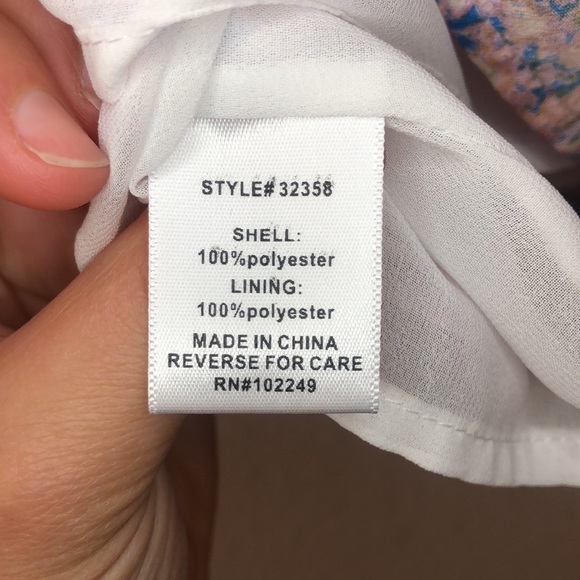 STYLE# 32358
SHELL:
100%polyester
LINING:
100%polyester
MADE IN CHINA
REVERSE FOR CARE
RN#102249